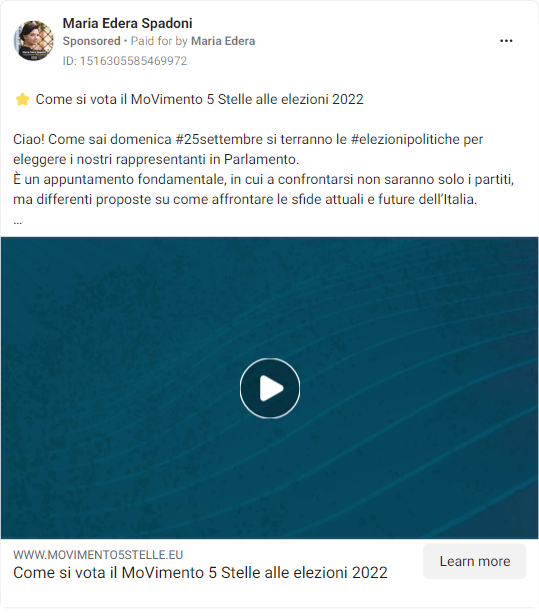 Maria Edera Spadoni
Sponsored • Paid for by Maria Edera
ID: 1516305585469972
⭐ Come si vota il MoVimento 5 Stelle alle elezioni 2022
Ciao! Come sai domenica #25settembre si terranno le #elezionipolitiche per
eleggere i nostri rappresentanti in Parlamento.
È un appuntamento fondamentale, in cui a confrontarsi non saranno solo i partiti,
ma differenti proposte su come affrontare le sfide attuali e future dell’Italia.
...
WWW.MOVIMENTO5STELLE.EU
Come si vota il MoVimento 5 Stelle alle elezioni 2022
Learn more